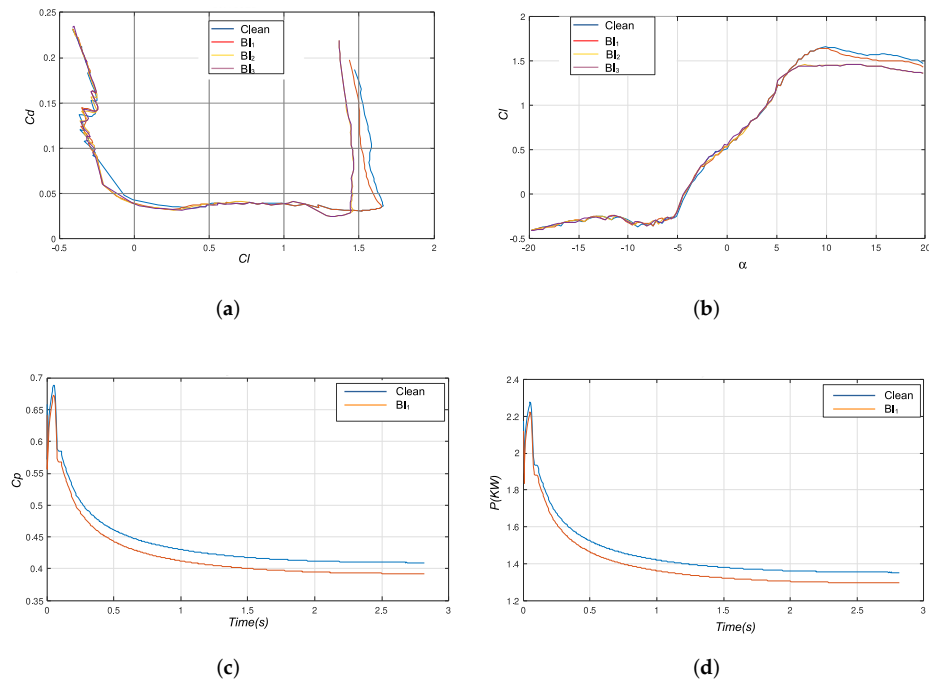 0.25
0.2
0.15
0.1
0.05
0
-0.5
0
0.5
1
1.5
2
Cd
Cl
Clean
BI₁
BI₂
BI₃
(a)
2
1.5
1
0.5
0
-0.5
-20
-15
-10
-5
0
5
10
15
20
Cl
α
Clean
BI₁
BI₂
BI₃
(b)
0.7
0.65
0.6
0.55
0.5
0.45
0.4
0.35
0
0.5
1
1.5
2
2.5
3
Cp
Time(s)
Clean
BI₁
(c)
2.4
2.2
2
1.8
1.6
1.4
1.2
0
0.5
1
1.5
2
2.5
3
P(KW)
Time(s)
Clean
BI₁
(d)